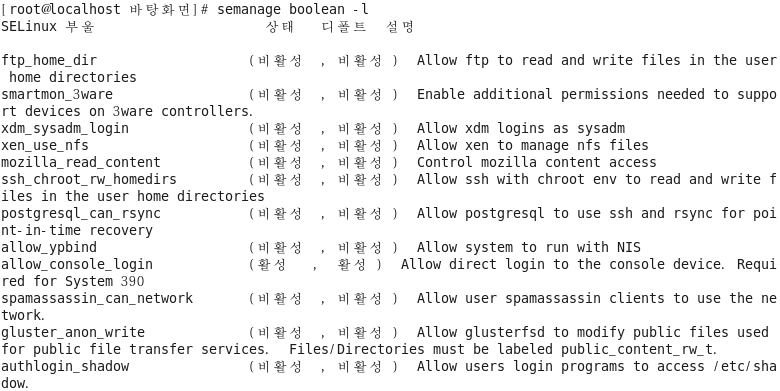 [root@localhost 바탕화면]# semanage boolean -l
SELinux 부울                      상태   디폴트  설명

ftp_home_dir                   (비활성  , 비활성 )  Allow ftp to read and write files in the user
 home directories
smartmon_3ware                 (비활성  , 비활성 )  Enable additional permissions needed to suppo
rt devices on 3ware controllers.
xdm_sysadm_login               (비활성  , 비활성 )  Allow xdm logins as sysadm
xen_use_nfs                    (비활성  , 비활성 )  Allow xen to manage nfs files
mozilla_read_content           (비활성  , 비활성 )  Control mozilla content access
ssh_chroot_rw_homedirs         (비활성  , 비활성 )  Allow ssh with chroot env to read and write f
iles in the user home directories
postgresql_can_rsync           (비활성  , 비활성 )  Allow postgresql to use ssh and rsync for poi
nt-in-time recovery
allow_ypbind                   (비활성  , 비활성 )  Allow system to run with NIS
allow_console_login            (활성   ,  활성 )  Allow direct login to the console device. Requi
red for System 390
spamassassin_can_network       (비활성  , 비활성 )  Allow user spamassassin clients to use the ne
twork.
gluster_anon_write             (비활성  , 비활성 )  Allow glusterfsd to modify public files used
for public file transfer services.  Files/Directories must be labeled public_content_rw_t.
authlogin_shadow               (비활성  , 비활성 )  Allow users login programs to access /etc/sha
dow.